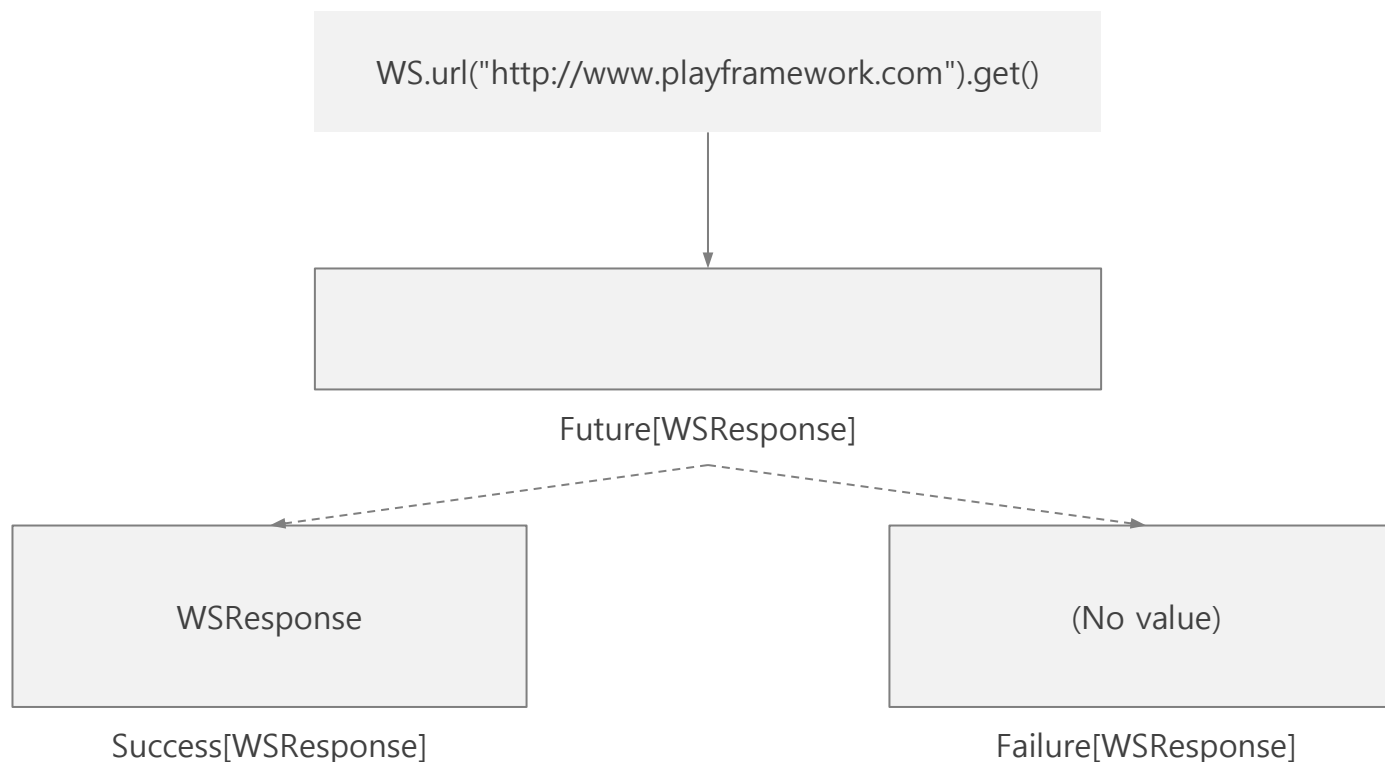 WS.url("http://www.playframework.com").get()
Future[WSResponse]
WSResponse
(No value)
Success[WSResponse]
Failure[WSResponse]